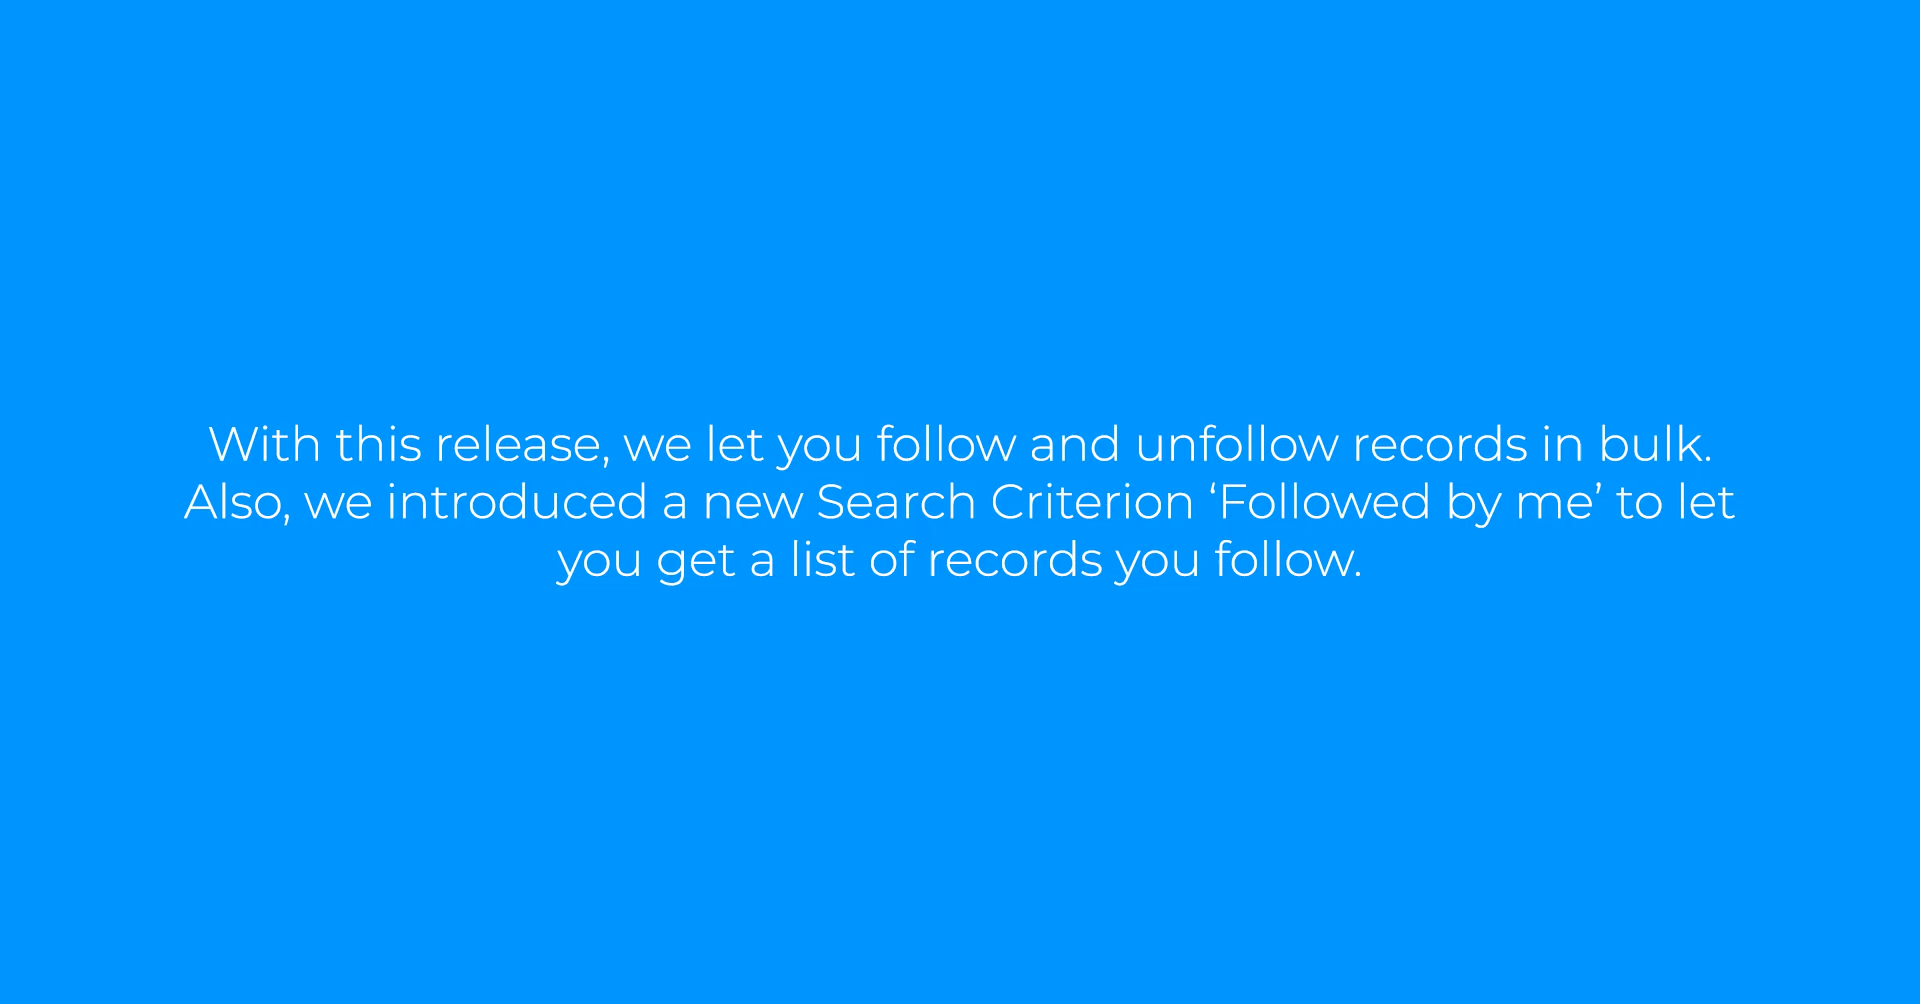 With this release, we let you follow and unfollow records in bulk.
Also, we introduced a new Search Criterion ‘Followed by me’ to let
you get a list of records you follow.